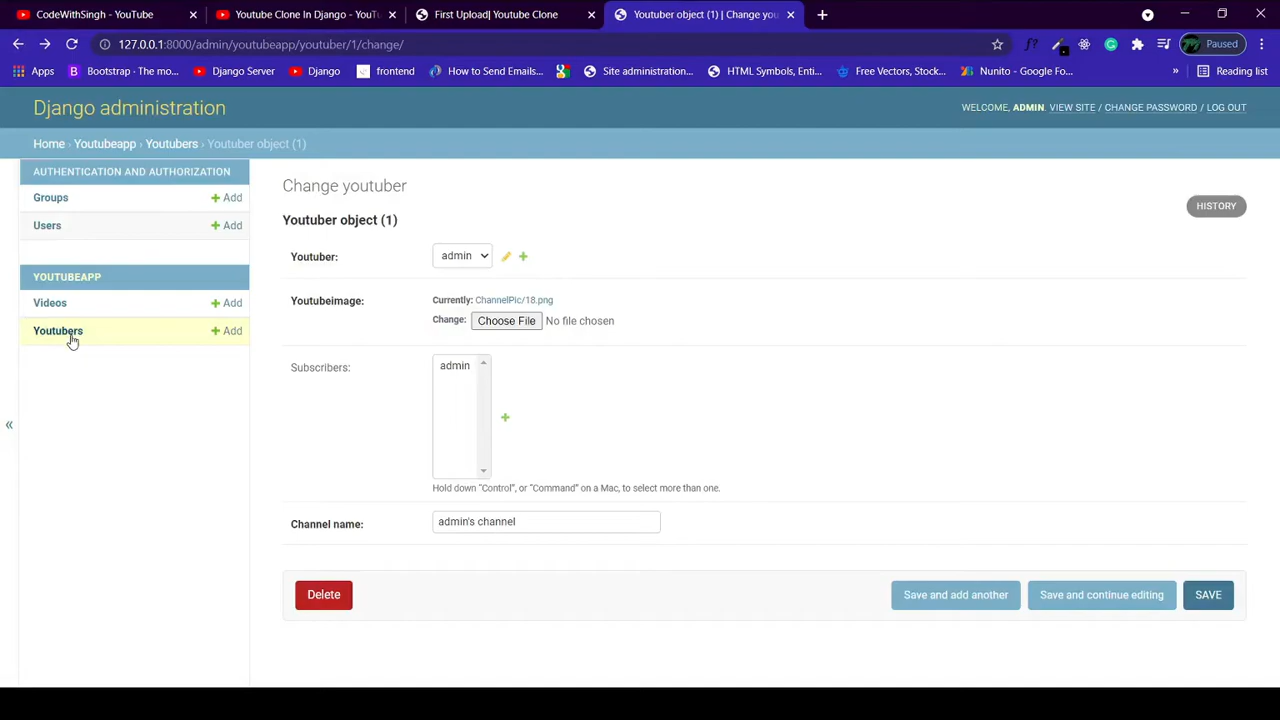 CodeWithSingh - YouTube
Youtube Clone In Django - YouTu
First Upload| Youtube Clone
Youtuber object (1) | Change you
127.0.0.1:8000/admin/youtubeapp/youtuber/1/change/
Paused
Apps
Bootstrap · The mo...
Django Server
Django
frontend
How to Send Emails...
Site administration...
HTML Symbols, Enti...
Free Vectors, Stock...
Nunito - Google Fo...
»
Reading list
Django administration
WELCOME, ADMIN. VIEW SITE / CHANGE PASSWORD / LOG OUT
Home › Youtubeapp › Youtubers › Youtuber object (1)
AUTHENTICATION AND AUTHORIZATION
Groups
+ Add
Users
+ Add
YOUTUBEAPP
Videos
+ Add
Youtubers
+ Add
«
Change youtuber
HISTORY
Youtuber object (1)
Youtuber:
admin
Youtubeimage:
Currently: ChannelPic/18.png
Change: Choose File No file chosen
Subscribers:
admin
Hold down "Control", or "Command" on a Mac, to select more than one.
Channel name:
admin's channel
Delete
Save and add another
Save and continue editing
SAVE